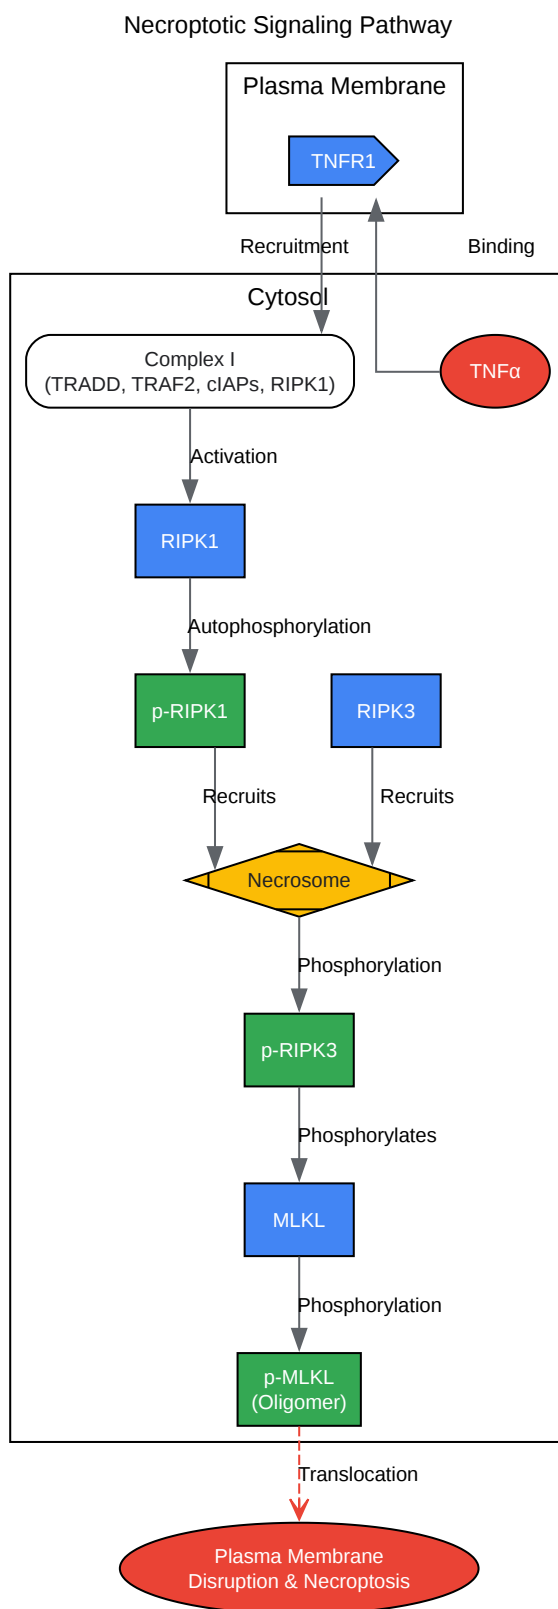 Necroptotic Signaling Pathway
Plasma Membrane
TNFR1
Recruitment
Binding
Cytosol
Complex I
(TRADD, TRAF2, cIAPs, RIPK1)
TNFα
Activation
RIPK1
Autophosphorylation
p-RIPK1
RIPK3
Recruits
Recruits
Necrosome
Phosphorylation
p-RIPK3
Phosphorylates
MLKL
Phosphorylation
p-MLKL
(Oligomer)
Translocation
Plasma Membrane
Disruption & Necroptosis